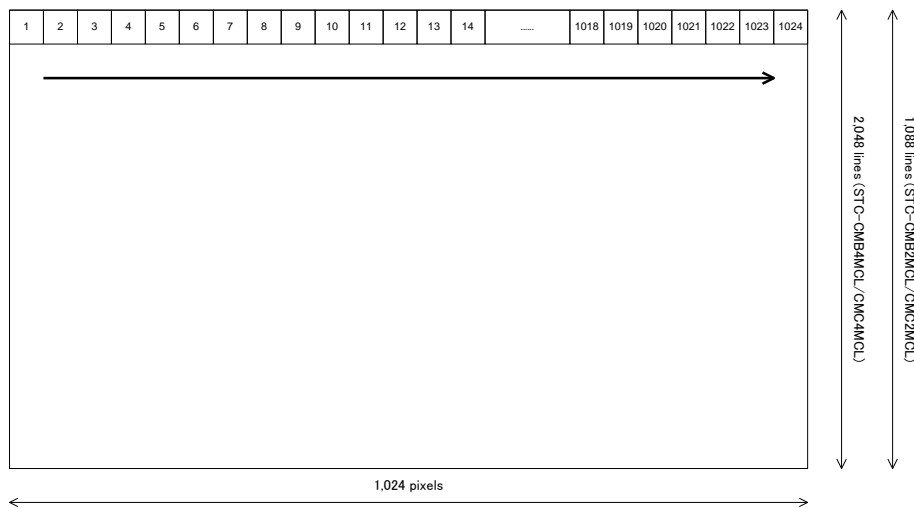 1 2 3 4 5 6 7 8 9 10 11 12 13 14 ...... 1018 1019 1020 1021 1022 1023 1024
2,048 lines (STC-CMB4MCL/CMC4MCL)
1,088 lines (STC-CMB2MCL/CMC2MCL)
1,024 pixels